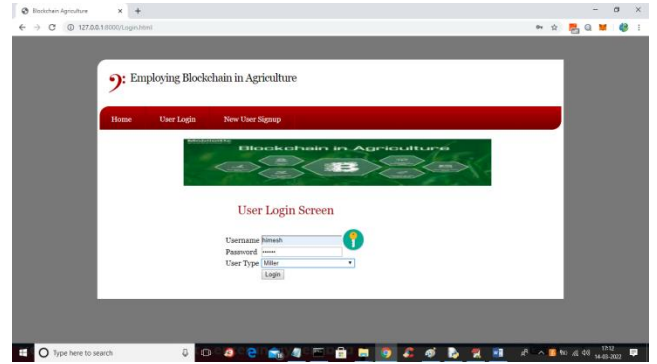 Blockchain Agriculture
127.0.0.1:8000/Login.html
Employing Blockchain in Agriculture
Home User Login New User Signup
Blockchain in Agriculture
User Login Screen
Username himesh
Password ••••••
User Type Miller
Login
Type here to search
17:12
14-03-2022